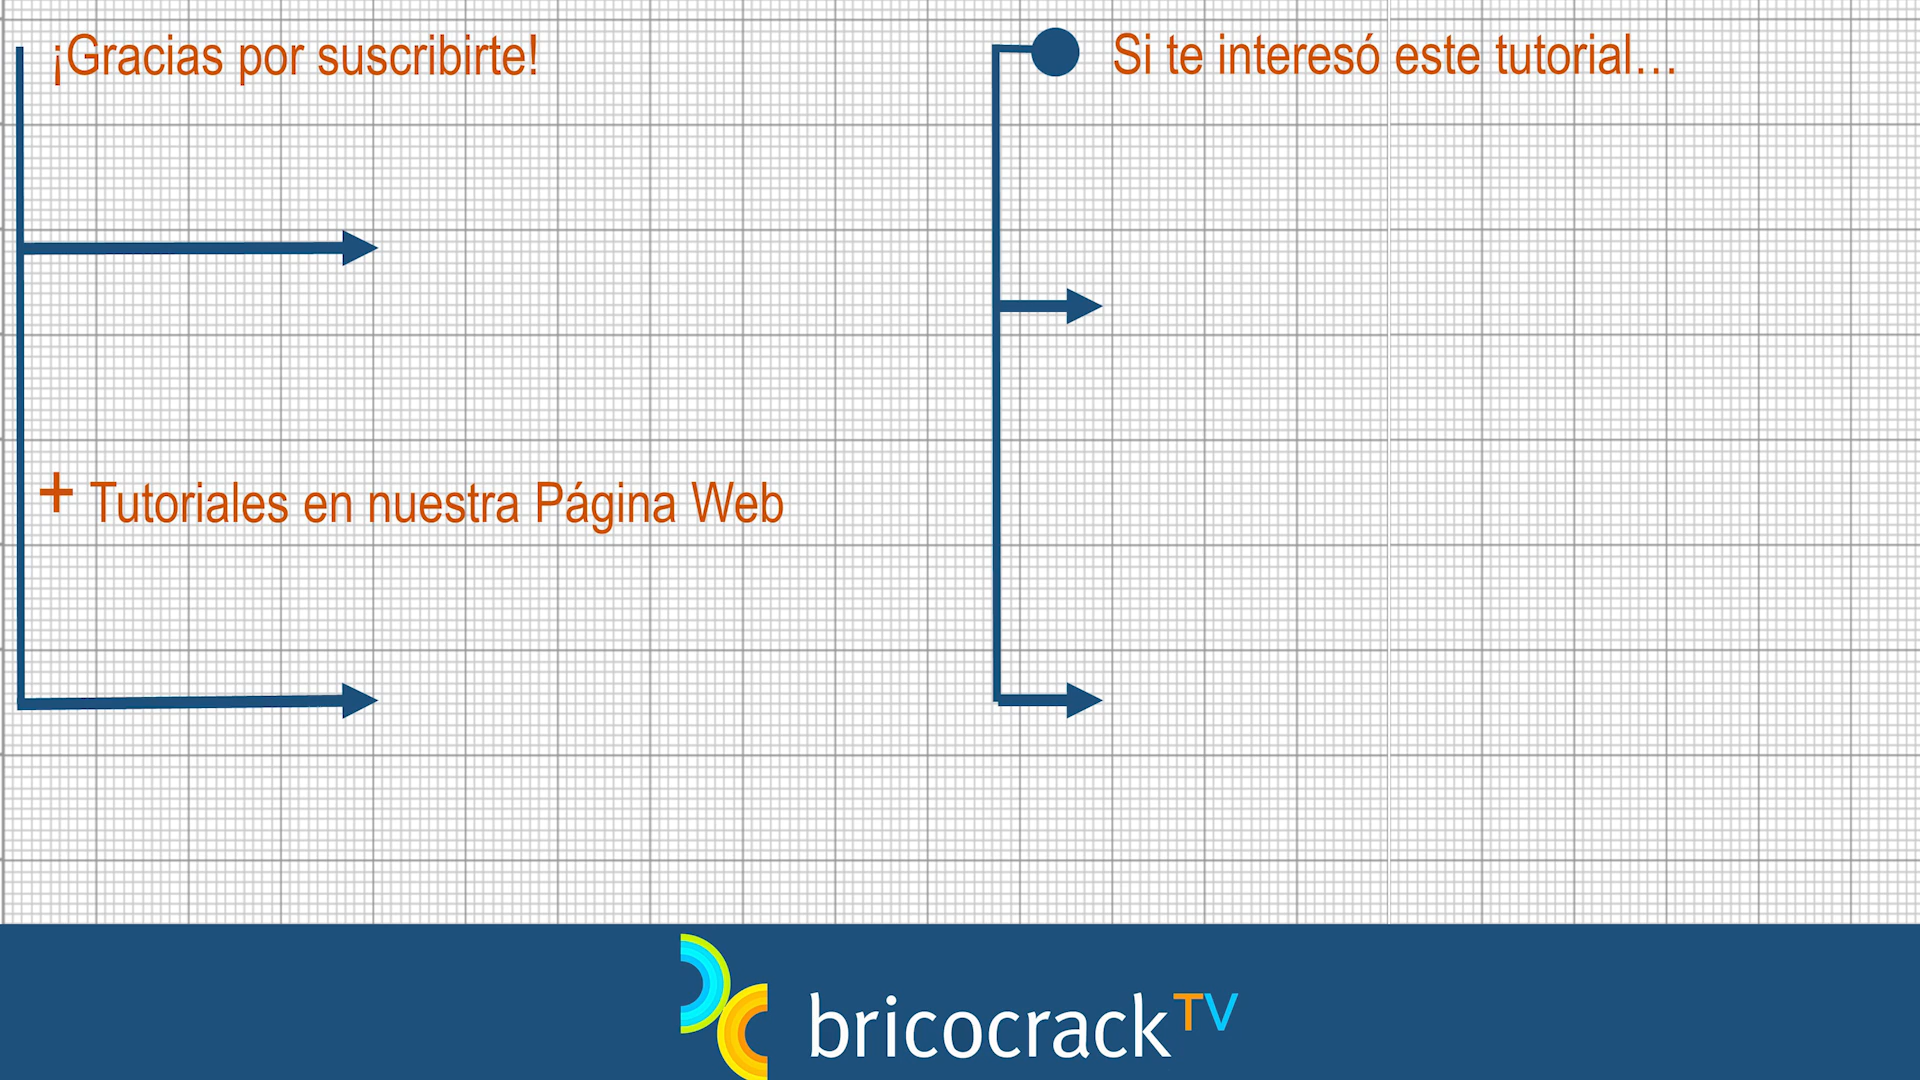 ¡Gracias por suscribirte!
+ Tutoriales en nuestra Página Web
Si te interesó este tutorial...
bricocrackTV